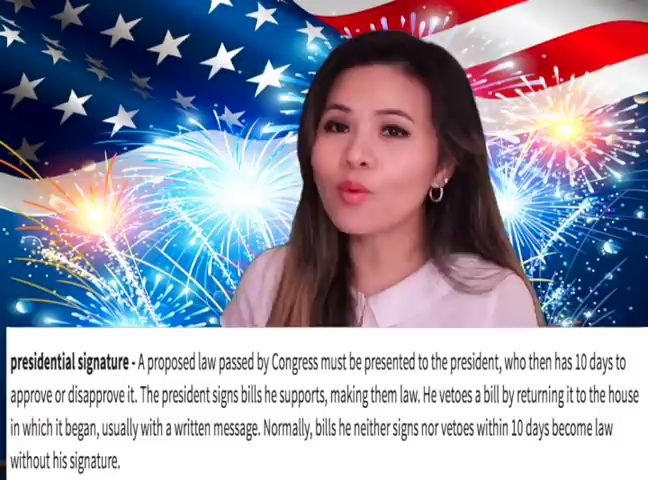 presidential signature - A proposed law passed by Congress must be presented to the president, who then has 10 days to
approve or disapprove it. The president signs bills he supports, making them law. He vetoes a bill by returning it to the house
in which it began, usually with a written message. Normally, bills he neither signs nor vetoes within 10 days become law
without his signature.